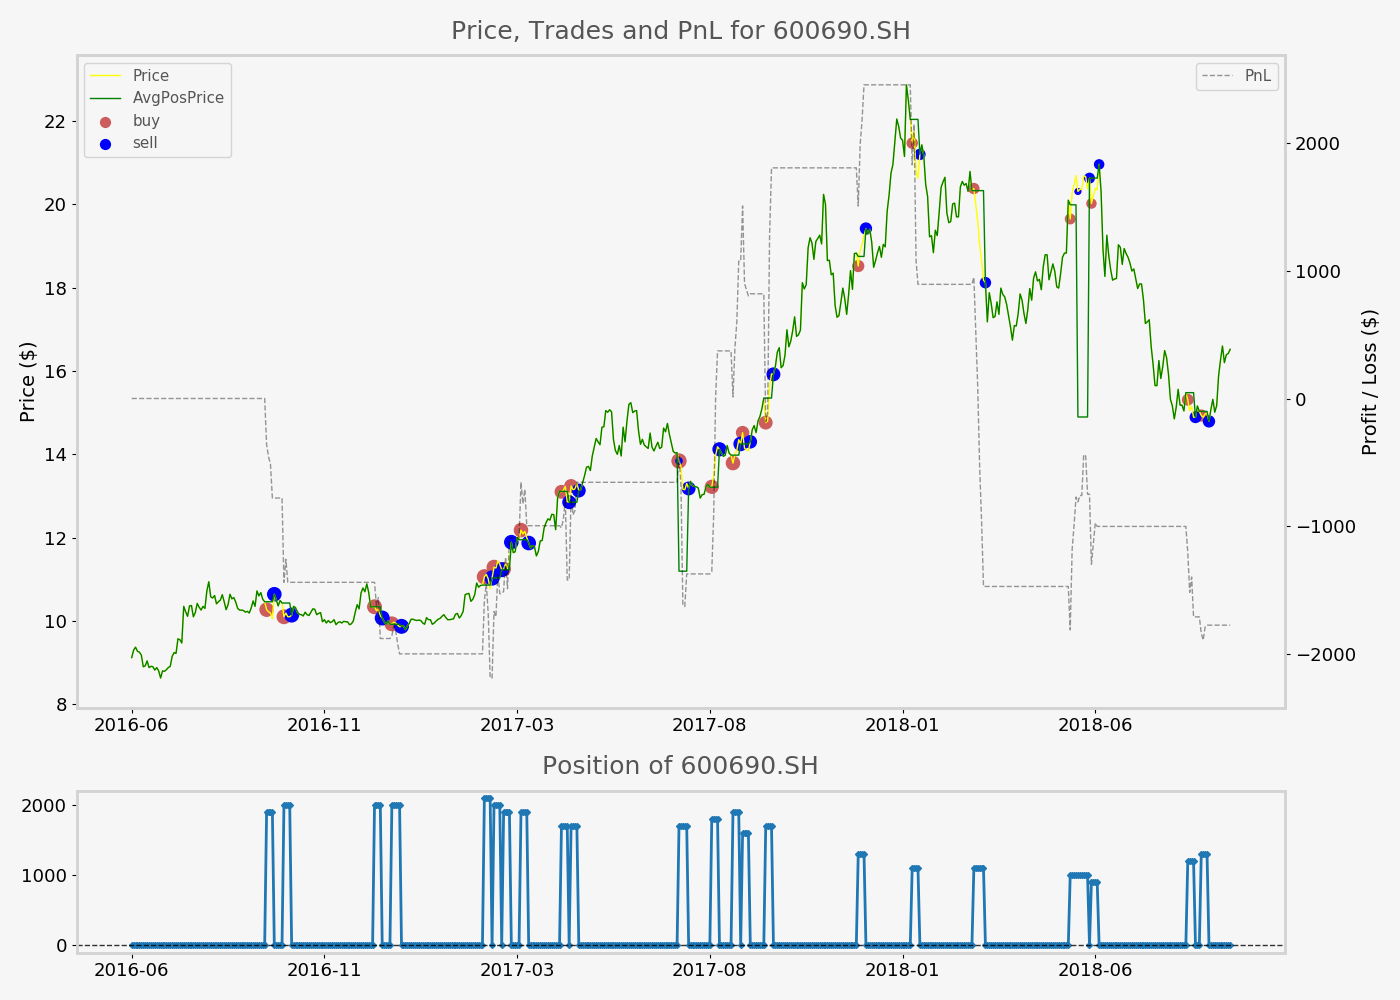 Price, Trades and PnL for 600690.SH
Price
AvgPosPrice
buy
sell
PnL
22
20
18
16
14
12
10
8
Price ($)
2000
1000
0
−1000
−2000
Profit / Loss ($)
2016-06 2016-11 2017-03 2017-08 2018-01 2018-06
Position of 600690.SH
2000
1000
0
2016-06 2016-11 2017-03 2017-08 2018-01 2018-06